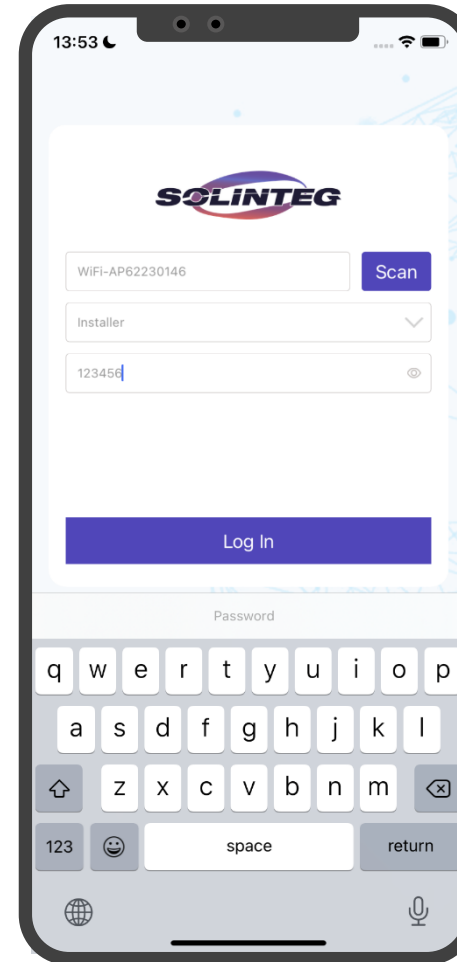 13:53
SOLINTEG
WiFi-AP62230146
Scan
Installer
123456
Log In
Password
q w e r t y u i o p
a s d f g h j k l
z x c v b n m
123 space return